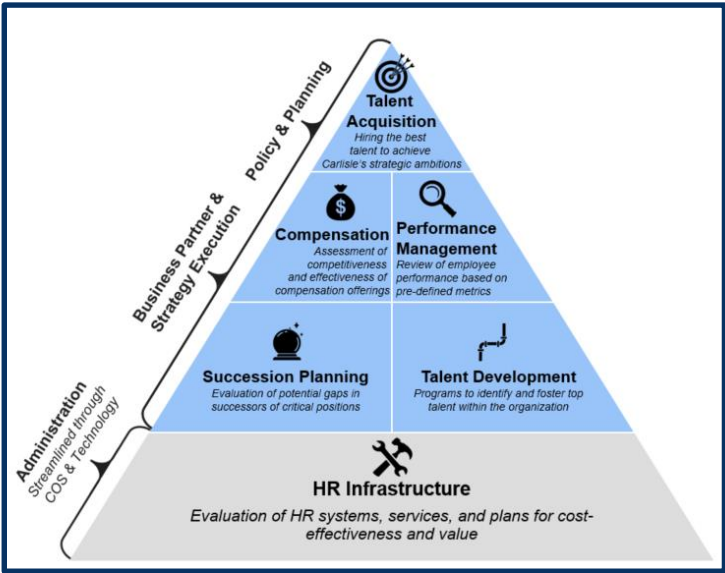 Policy & Planning
Business Partner &
Strategy Execution
Administration
Streamlined through
COS & Technology
Talent
Acquisition
Hiring the best
talent to achieve
Carlisle's strategic ambitions
$
Compensation
Assessment of
competitiveness
and effectiveness of
compensation offerings
Performance
Management
Review of employee
performance based on
pre-defined metrics
Succession Planning
Evaluation of potential gaps in
successors of critical positions
Talent Development
Programs to identify and foster top
talent within the organization
HR Infrastructure
Evaluation of HR systems, services, and plans for cost-
effectiveness and value